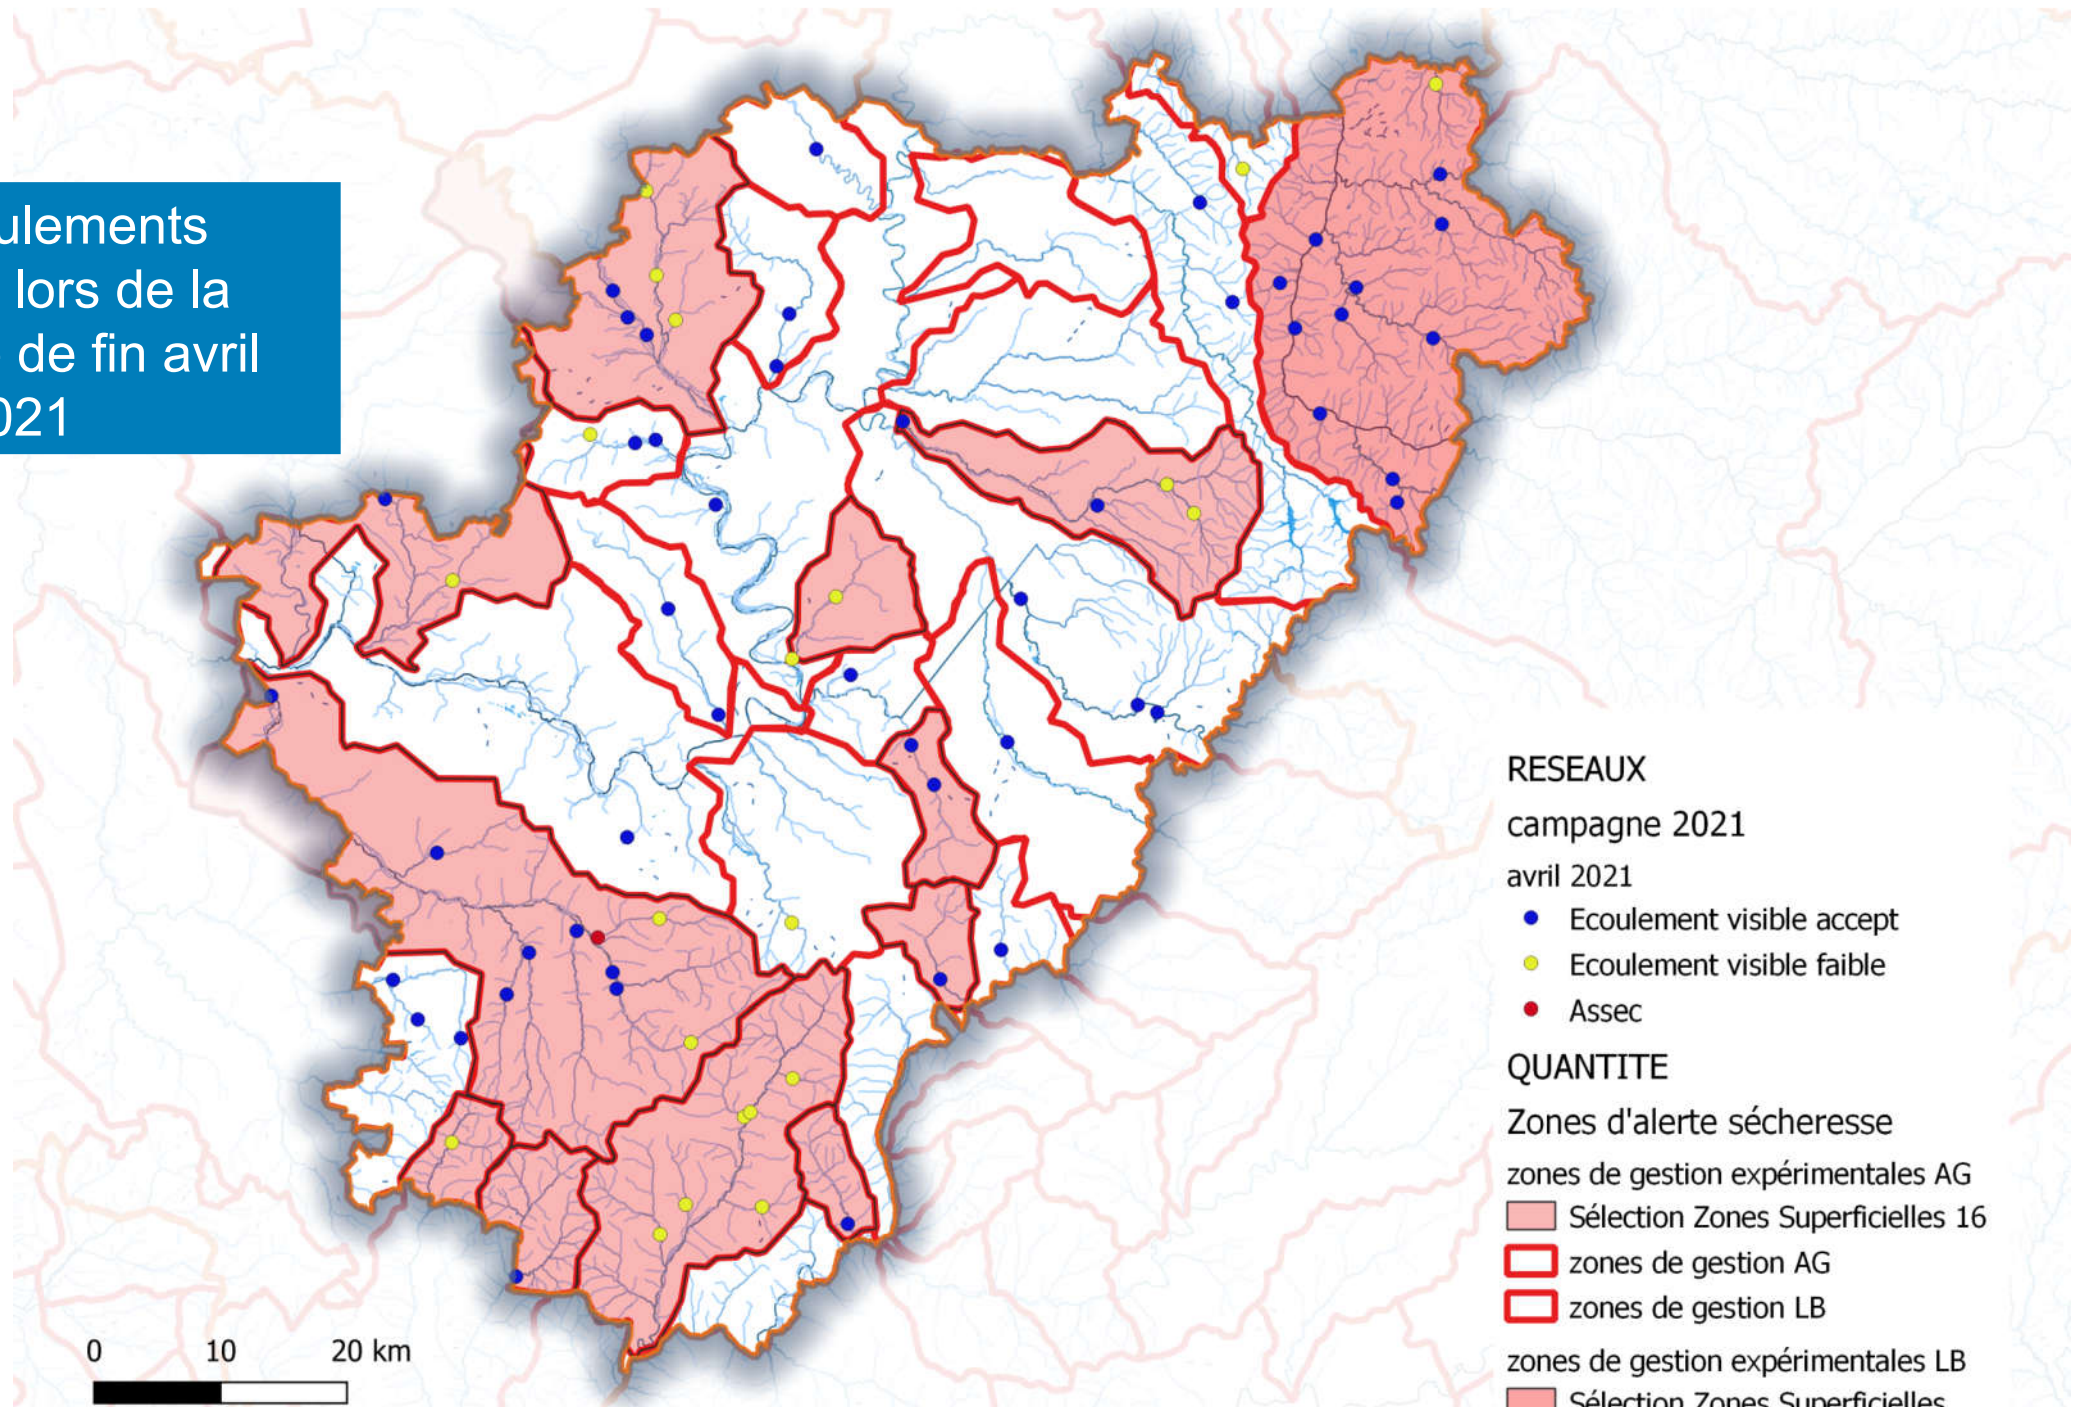 ulements
lors de la
de fin avril
021
RESEAUX
campagne 2021
avril 2021
Ecoulement visible accept
Ecoulement visible faible
Assec
QUANTITE
Zones d'alerte sécheresse
zones de gestion expérimentales AG
Sélection Zones Superficielles 16
zones de gestion AG
zones de gestion LB
zones de gestion expérimentales LB
Sélection Zones Superficielles
0 10 20 km